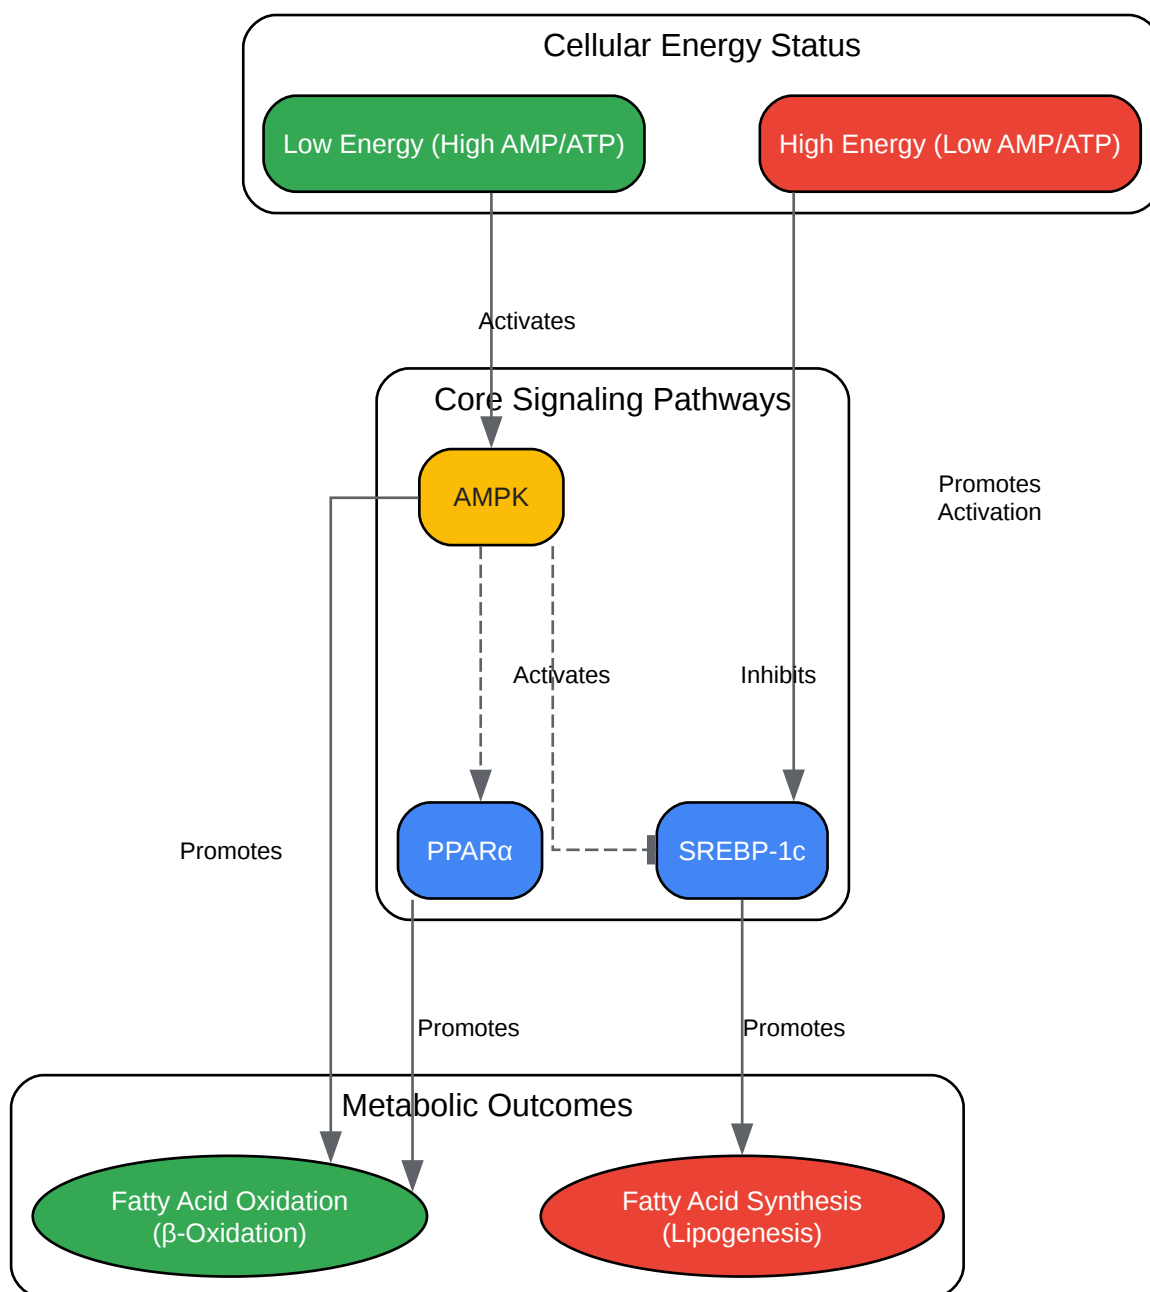 Cellular Energy Status
Low Energy (High AMP/ATP)
High Energy (Low AMP/ATP)
Activates
Core Signaling Pathways
AMPK
Promotes
Activation
Activates
Inhibits
Promotes
PPARα
SREBP-1c
Promotes
Promotes
Metabolic Outcomes
Fatty Acid Oxidation
(β-Oxidation)
Fatty Acid Synthesis
(Lipogenesis)